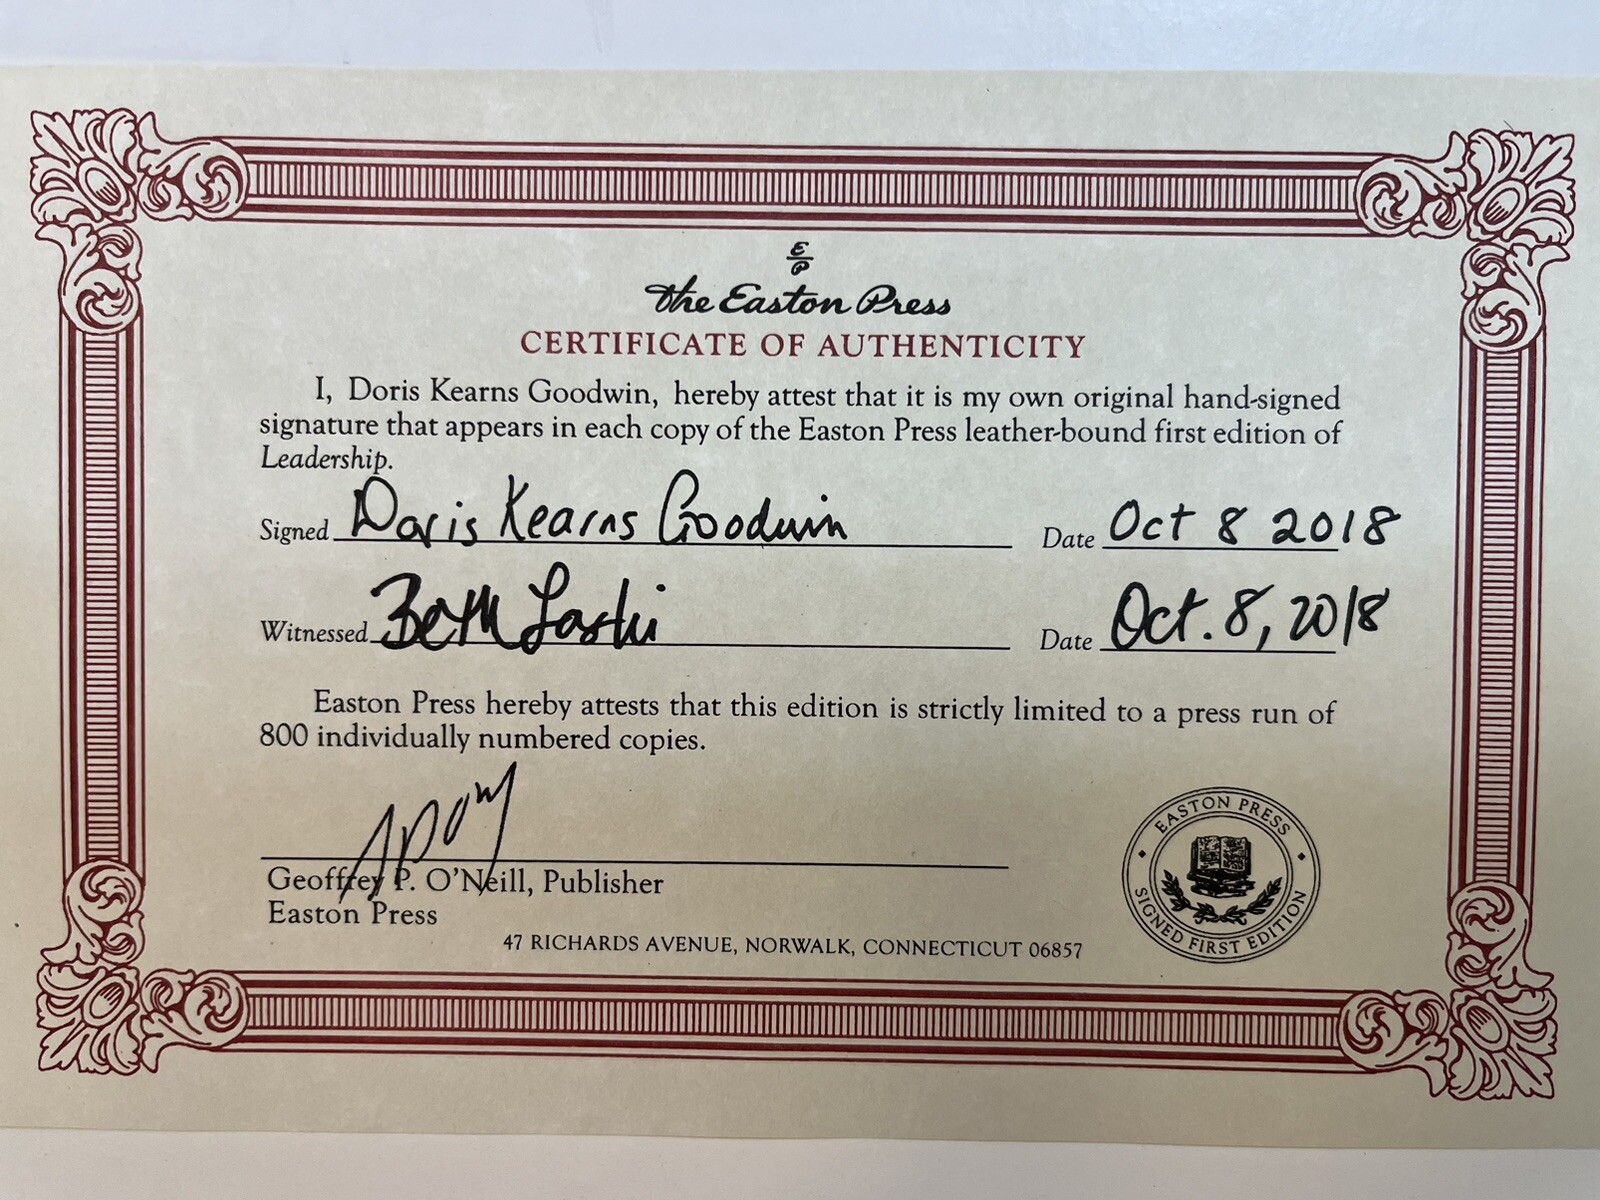 E
P
the Easton Press
CERTIFICATE OF AUTHENTICITY
I, Doris Kearns Goodwin, hereby attest that it is my own original hand-signed
signature that appears in each copy of the Easton Press leather-bound first edition of
Leadership.
Signed Doris Kearns Goodwin Date Oct 8 2018
Witnessed Beth Laski Date Oct. 8, 2018
Easton Press hereby attests that this edition is strictly limited to a press run of
800 individually numbered copies.
Geoffrey P. O'Neill, Publisher
Easton Press
47 RICHARDS AVENUE, NORWALK, CONNECTICUT 06857
EASTON PRESS
SIGNED FIRST EDITION